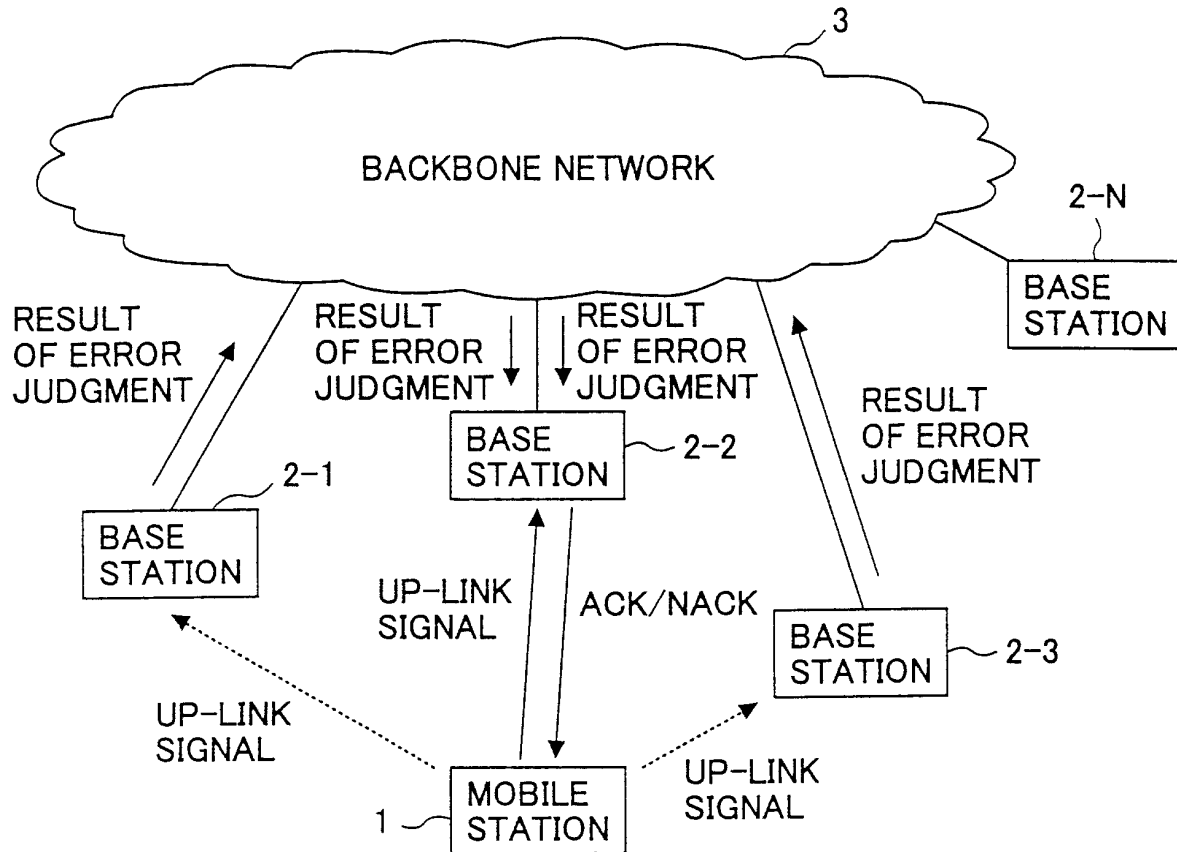 3
BACKBONE NETWORK
2-N
BASE
STATION
RESULT
OF ERROR
JUDGMENT
RESULT
OF ERROR
JUDGMENT
RESULT
OF ERROR
JUDGMENT
RESULT
OF ERROR
JUDGMENT
BASE
STATION
2-2
2-1
BASE
STATION
UP-LINK
SIGNAL
ACK/NACK
BASE
STATION
2-3
UP-LINK
SIGNAL
UP-LINK
SIGNAL
1
MOBILE
STATION